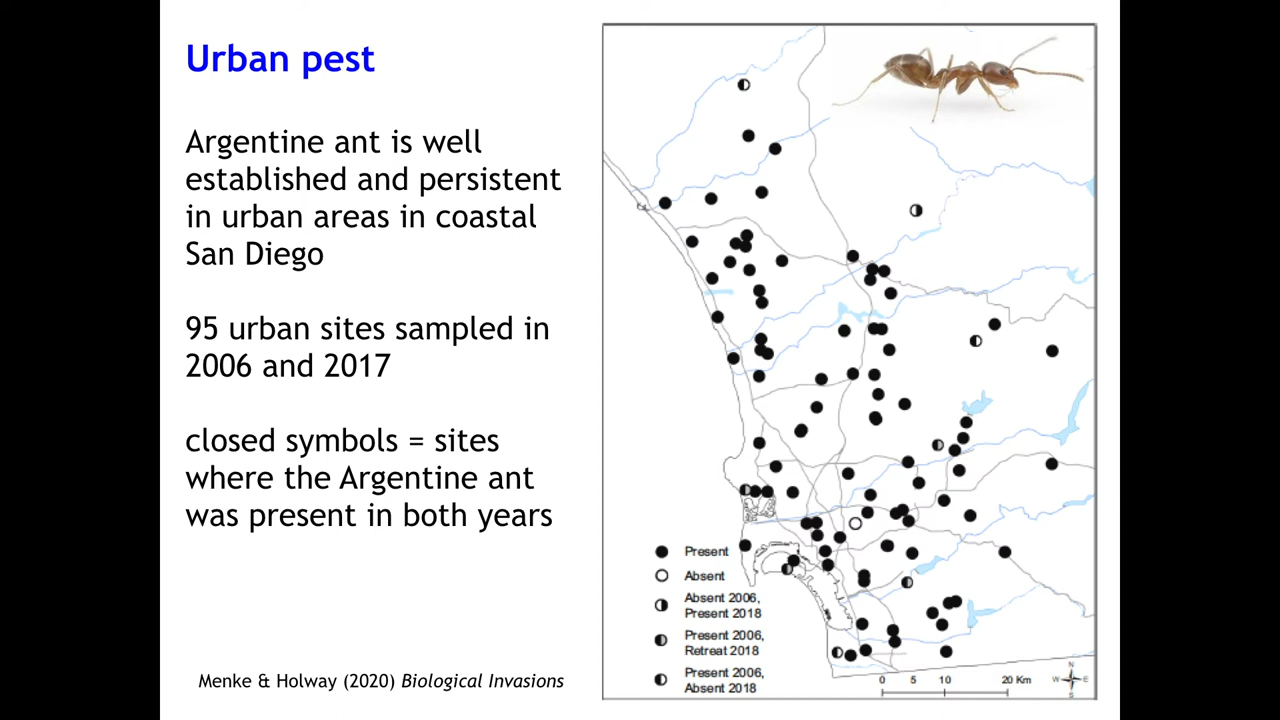 Urban pest
Argentine ant is well
established and persistent
in urban areas in coastal
San Diego
95 urban sites sampled in
2006 and 2017
closed symbols = sites
where the Argentine ant
was present in both years
Menke & Holway (2020) Biological Invasions
Present
Absent
Absent 2006,
Present 2018
Present 2006,
Retreat 2018
Present 2006,
Absent 2018
0 5 10 20 Km
N
W E
S